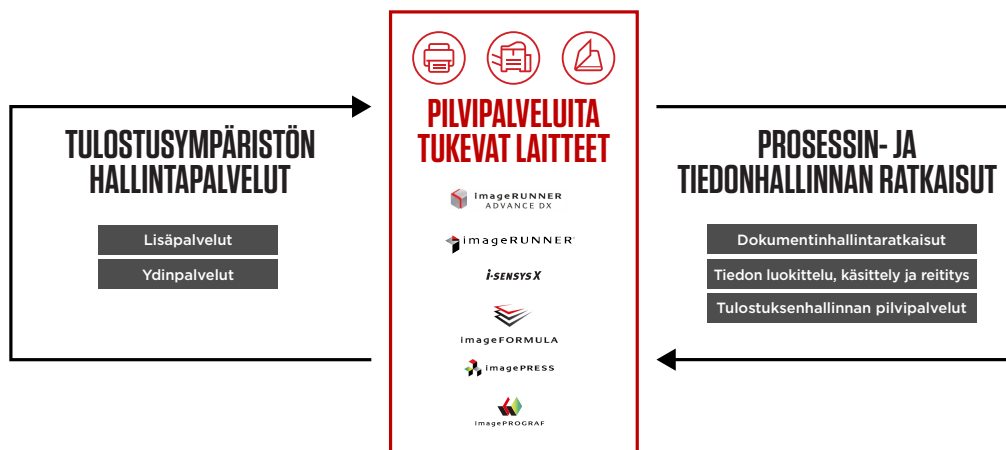 TULOSTUSYMPÄRISTÖN
HALLINTAPALVELUT
Lisäpalvelut
Ydinpalvelut
PILVIPALVELUITA
TUKEVAT LAITTEET
imageRUNNER
ADVANCE DX
imageRUNNER
i-SENSYS X
imageFORMULA
imagePRESS
imagePROGRAF
PROSESSIN- JA
TIEDONHALLINNAN RATKAISUT
Dokumentinhallintaratkaisut
Tiedon luokittelu, käsittely ja reititys
Tulostuksenhallinnan pilvipalvelut